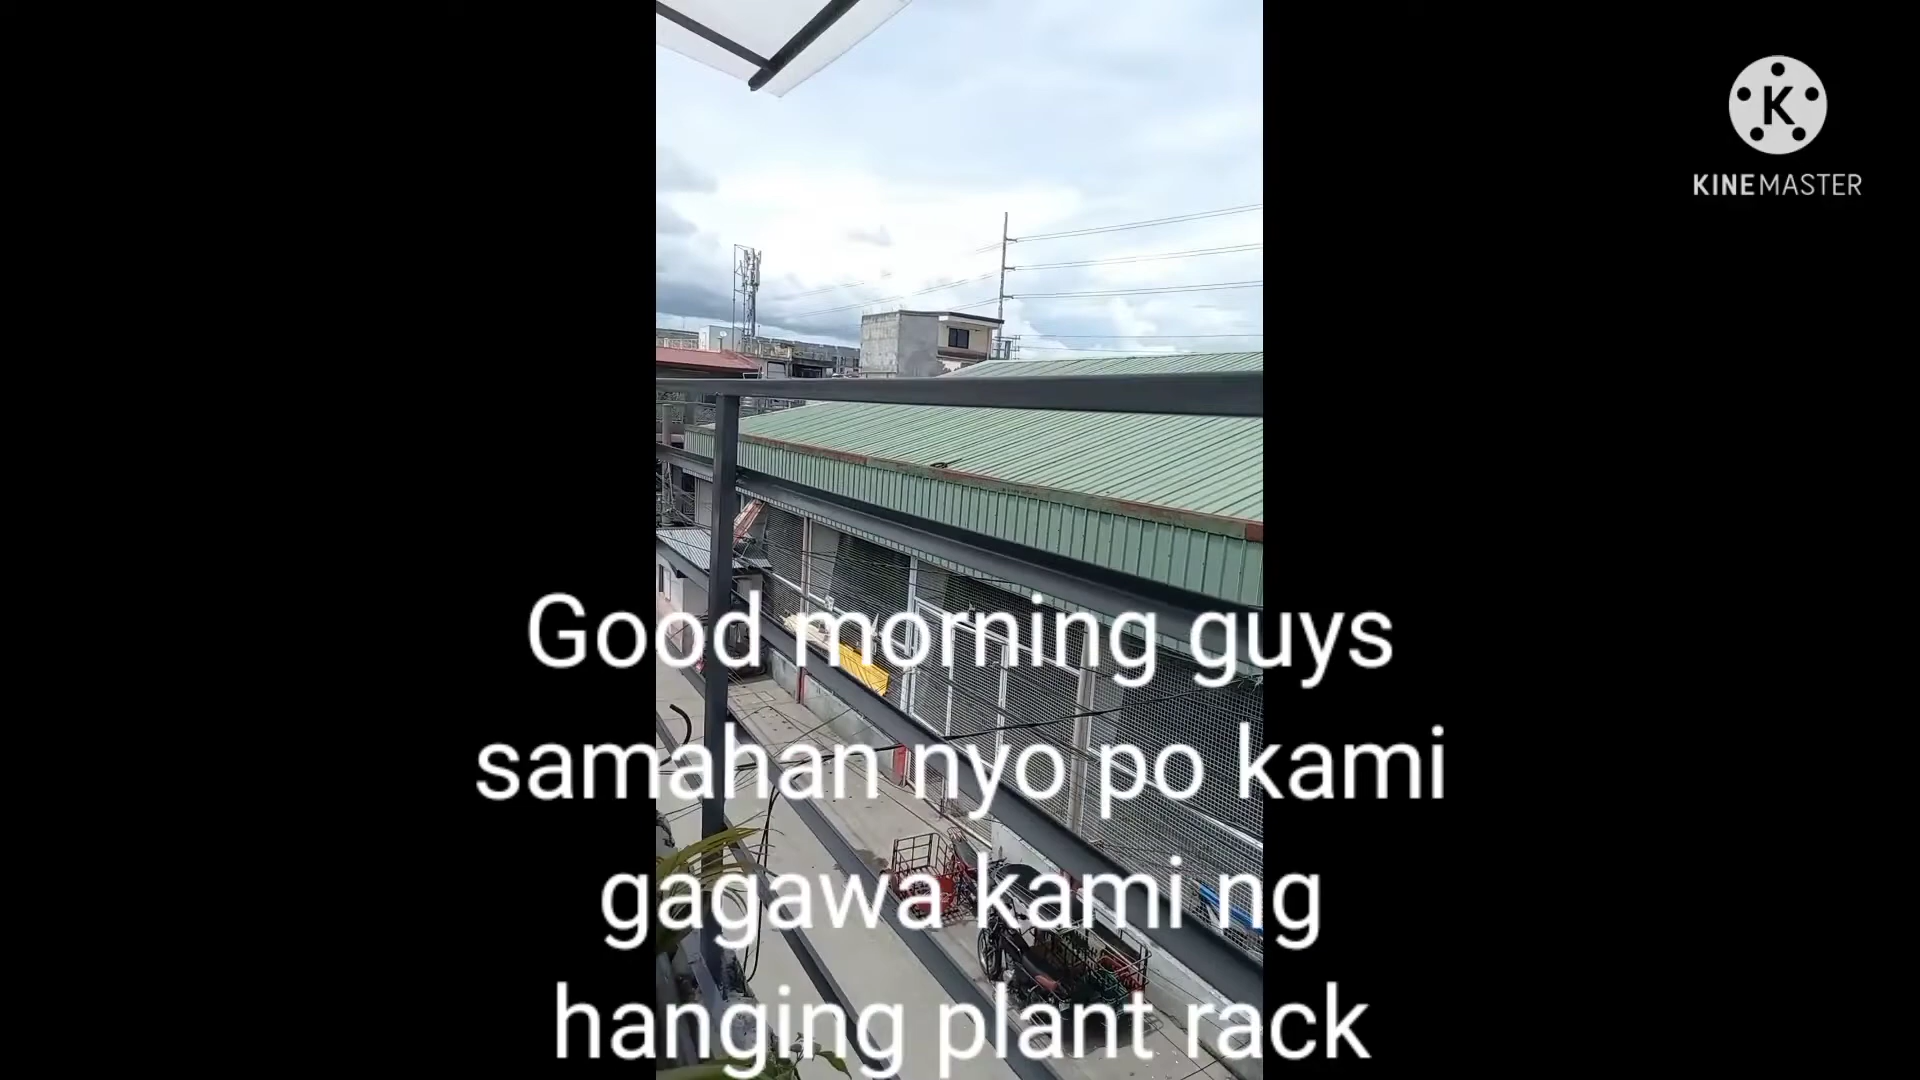 K
KINEMASTER
Good morning guys
samahan nyo po kami
gagawa kami ng
hanging plant rack